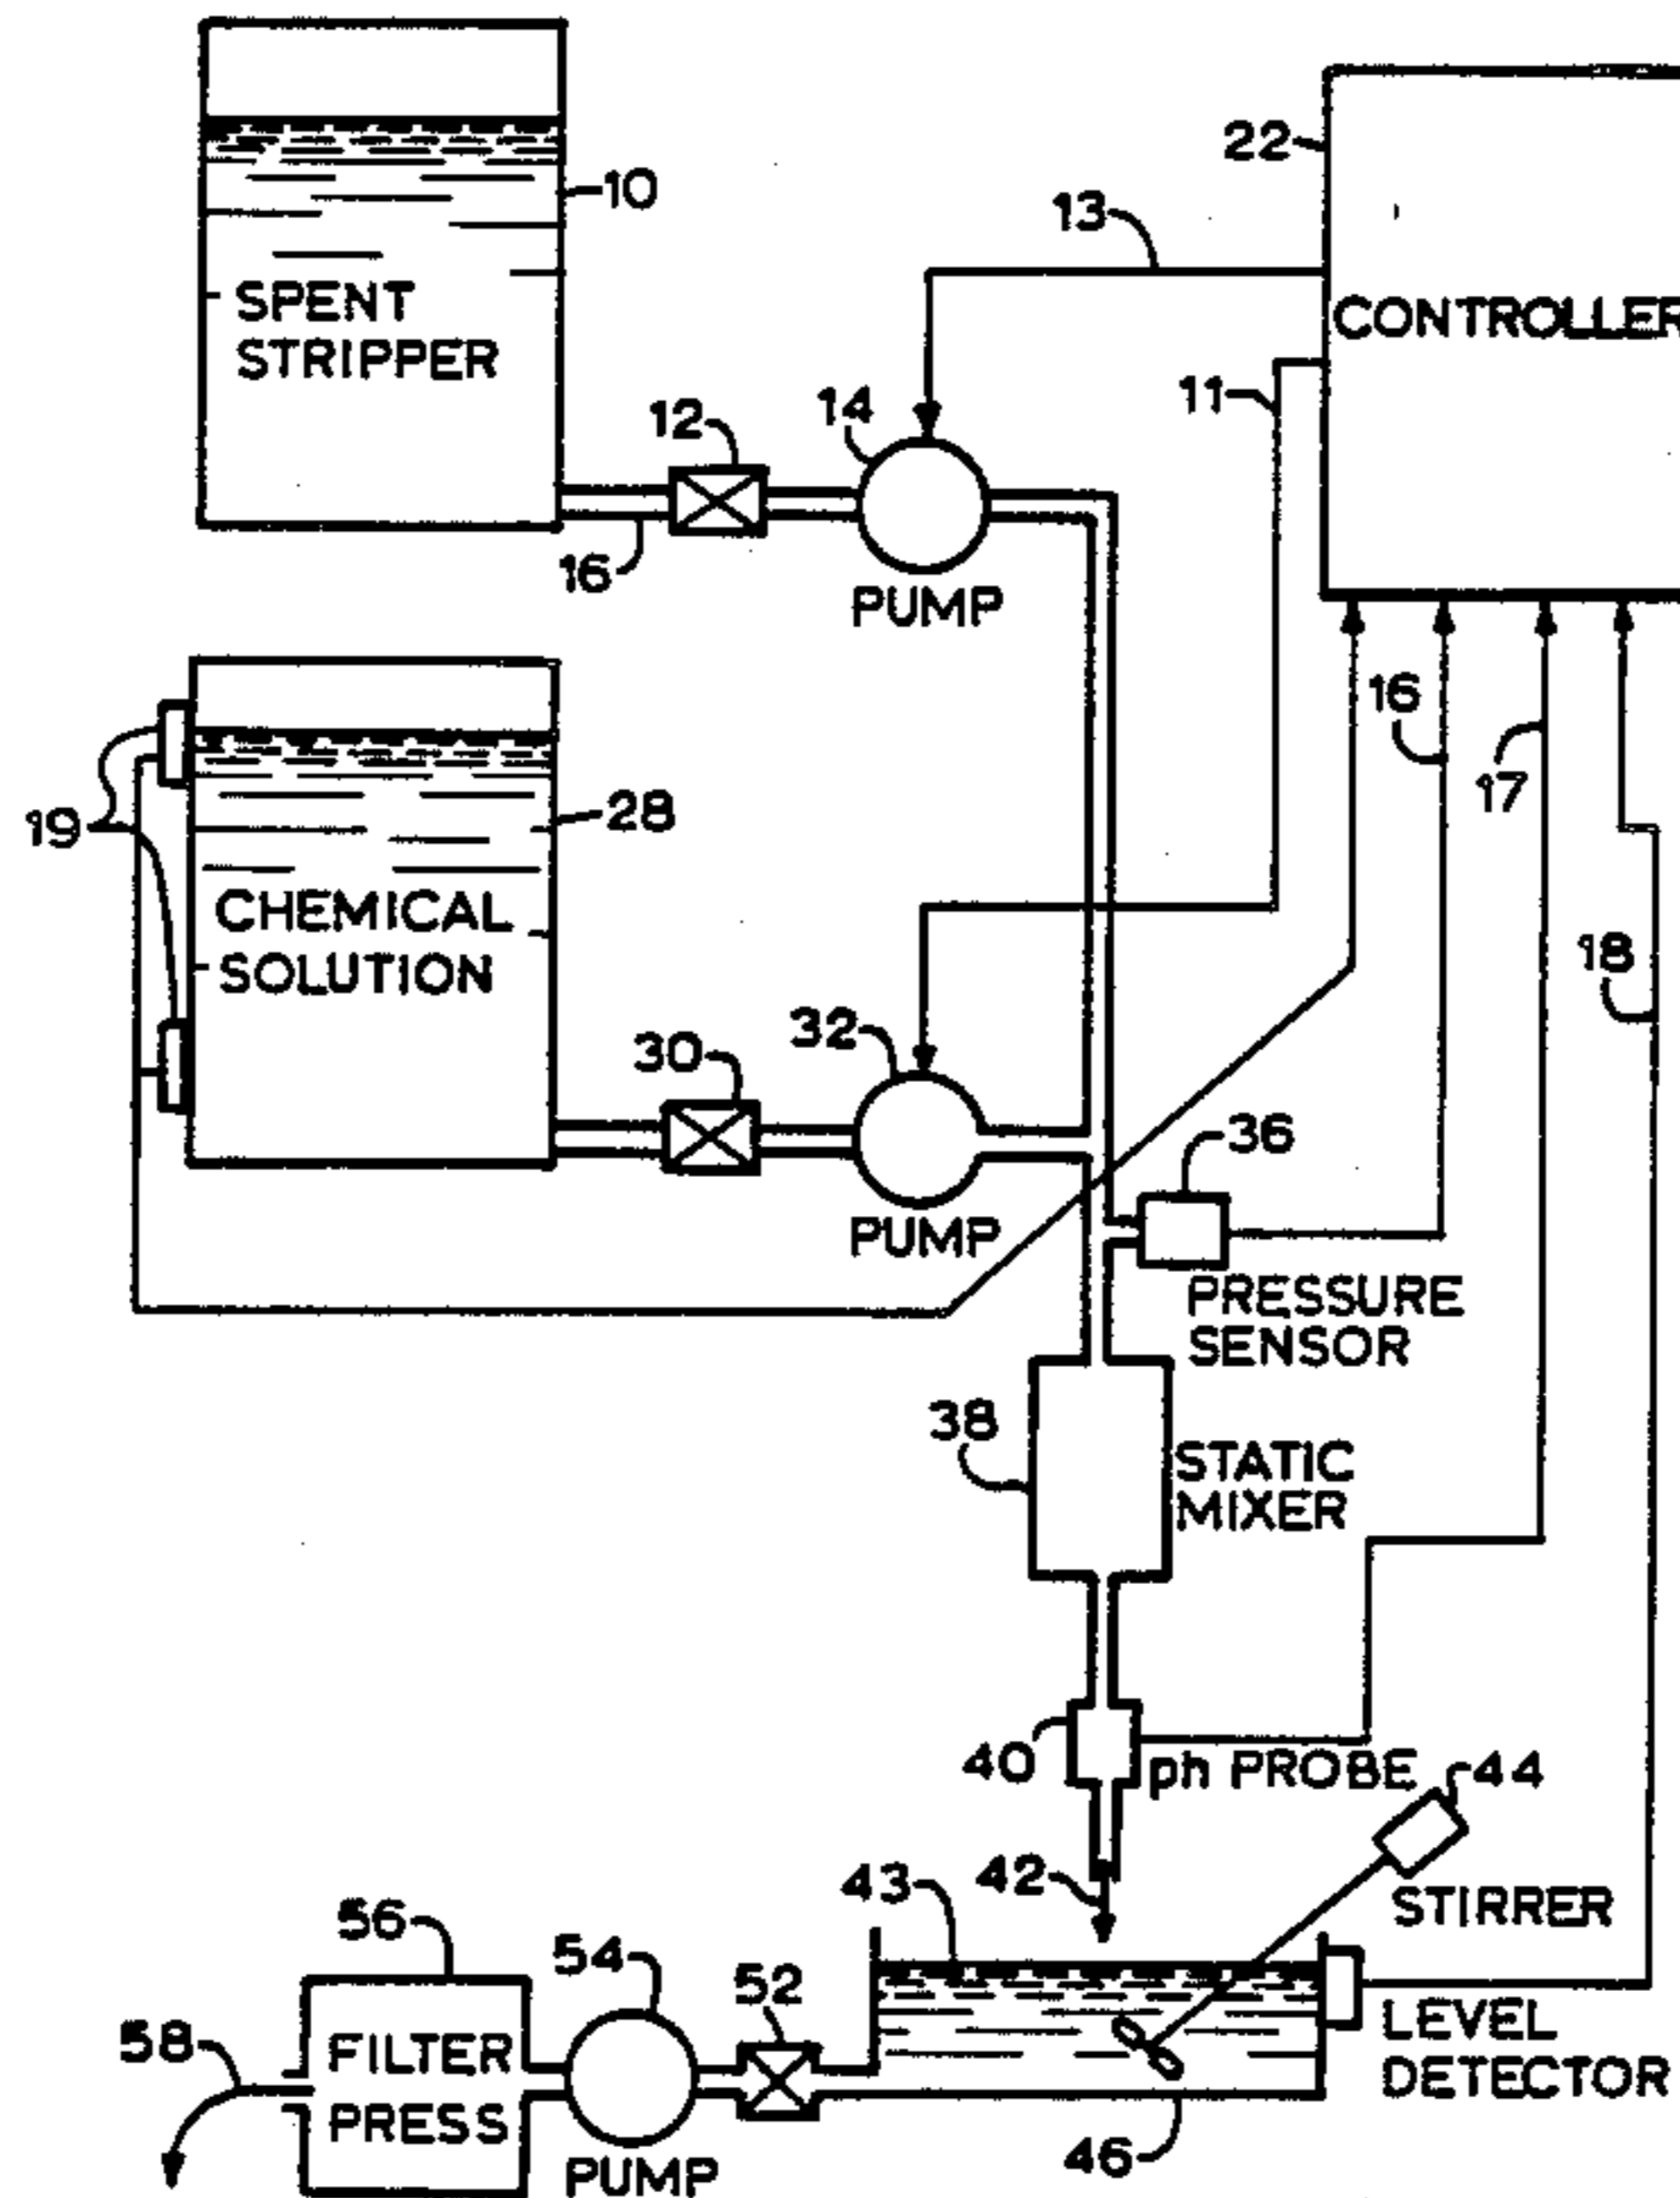 22
10
13
SPENT
STRIPPER
CONTROLLER
11
12
14
16
PUMP
16
17
19
28
CHEMICAL
SOLUTION
18
30
32
36
PUMP
PRESSURE
SENSOR
38
STATIC
MIXER
40
ph PROBE
44
43
42
STIRRER
56
54
52
58
FILTER
PRESS
LEVEL
DETECTOR
46
PUMP